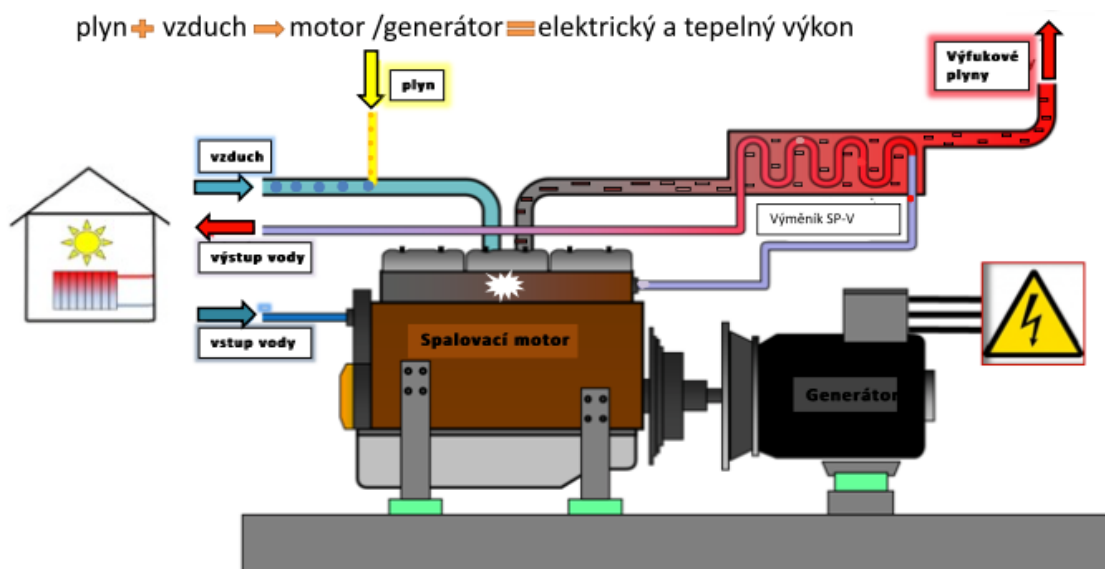 plyn + vzduch → motor /generátor = elektrický a tepelný výkon
plyn
Výfukové
plyny
vzduch
Výměník SP-V
výstup vody
vstup vody
Spalovací motor
Generátor